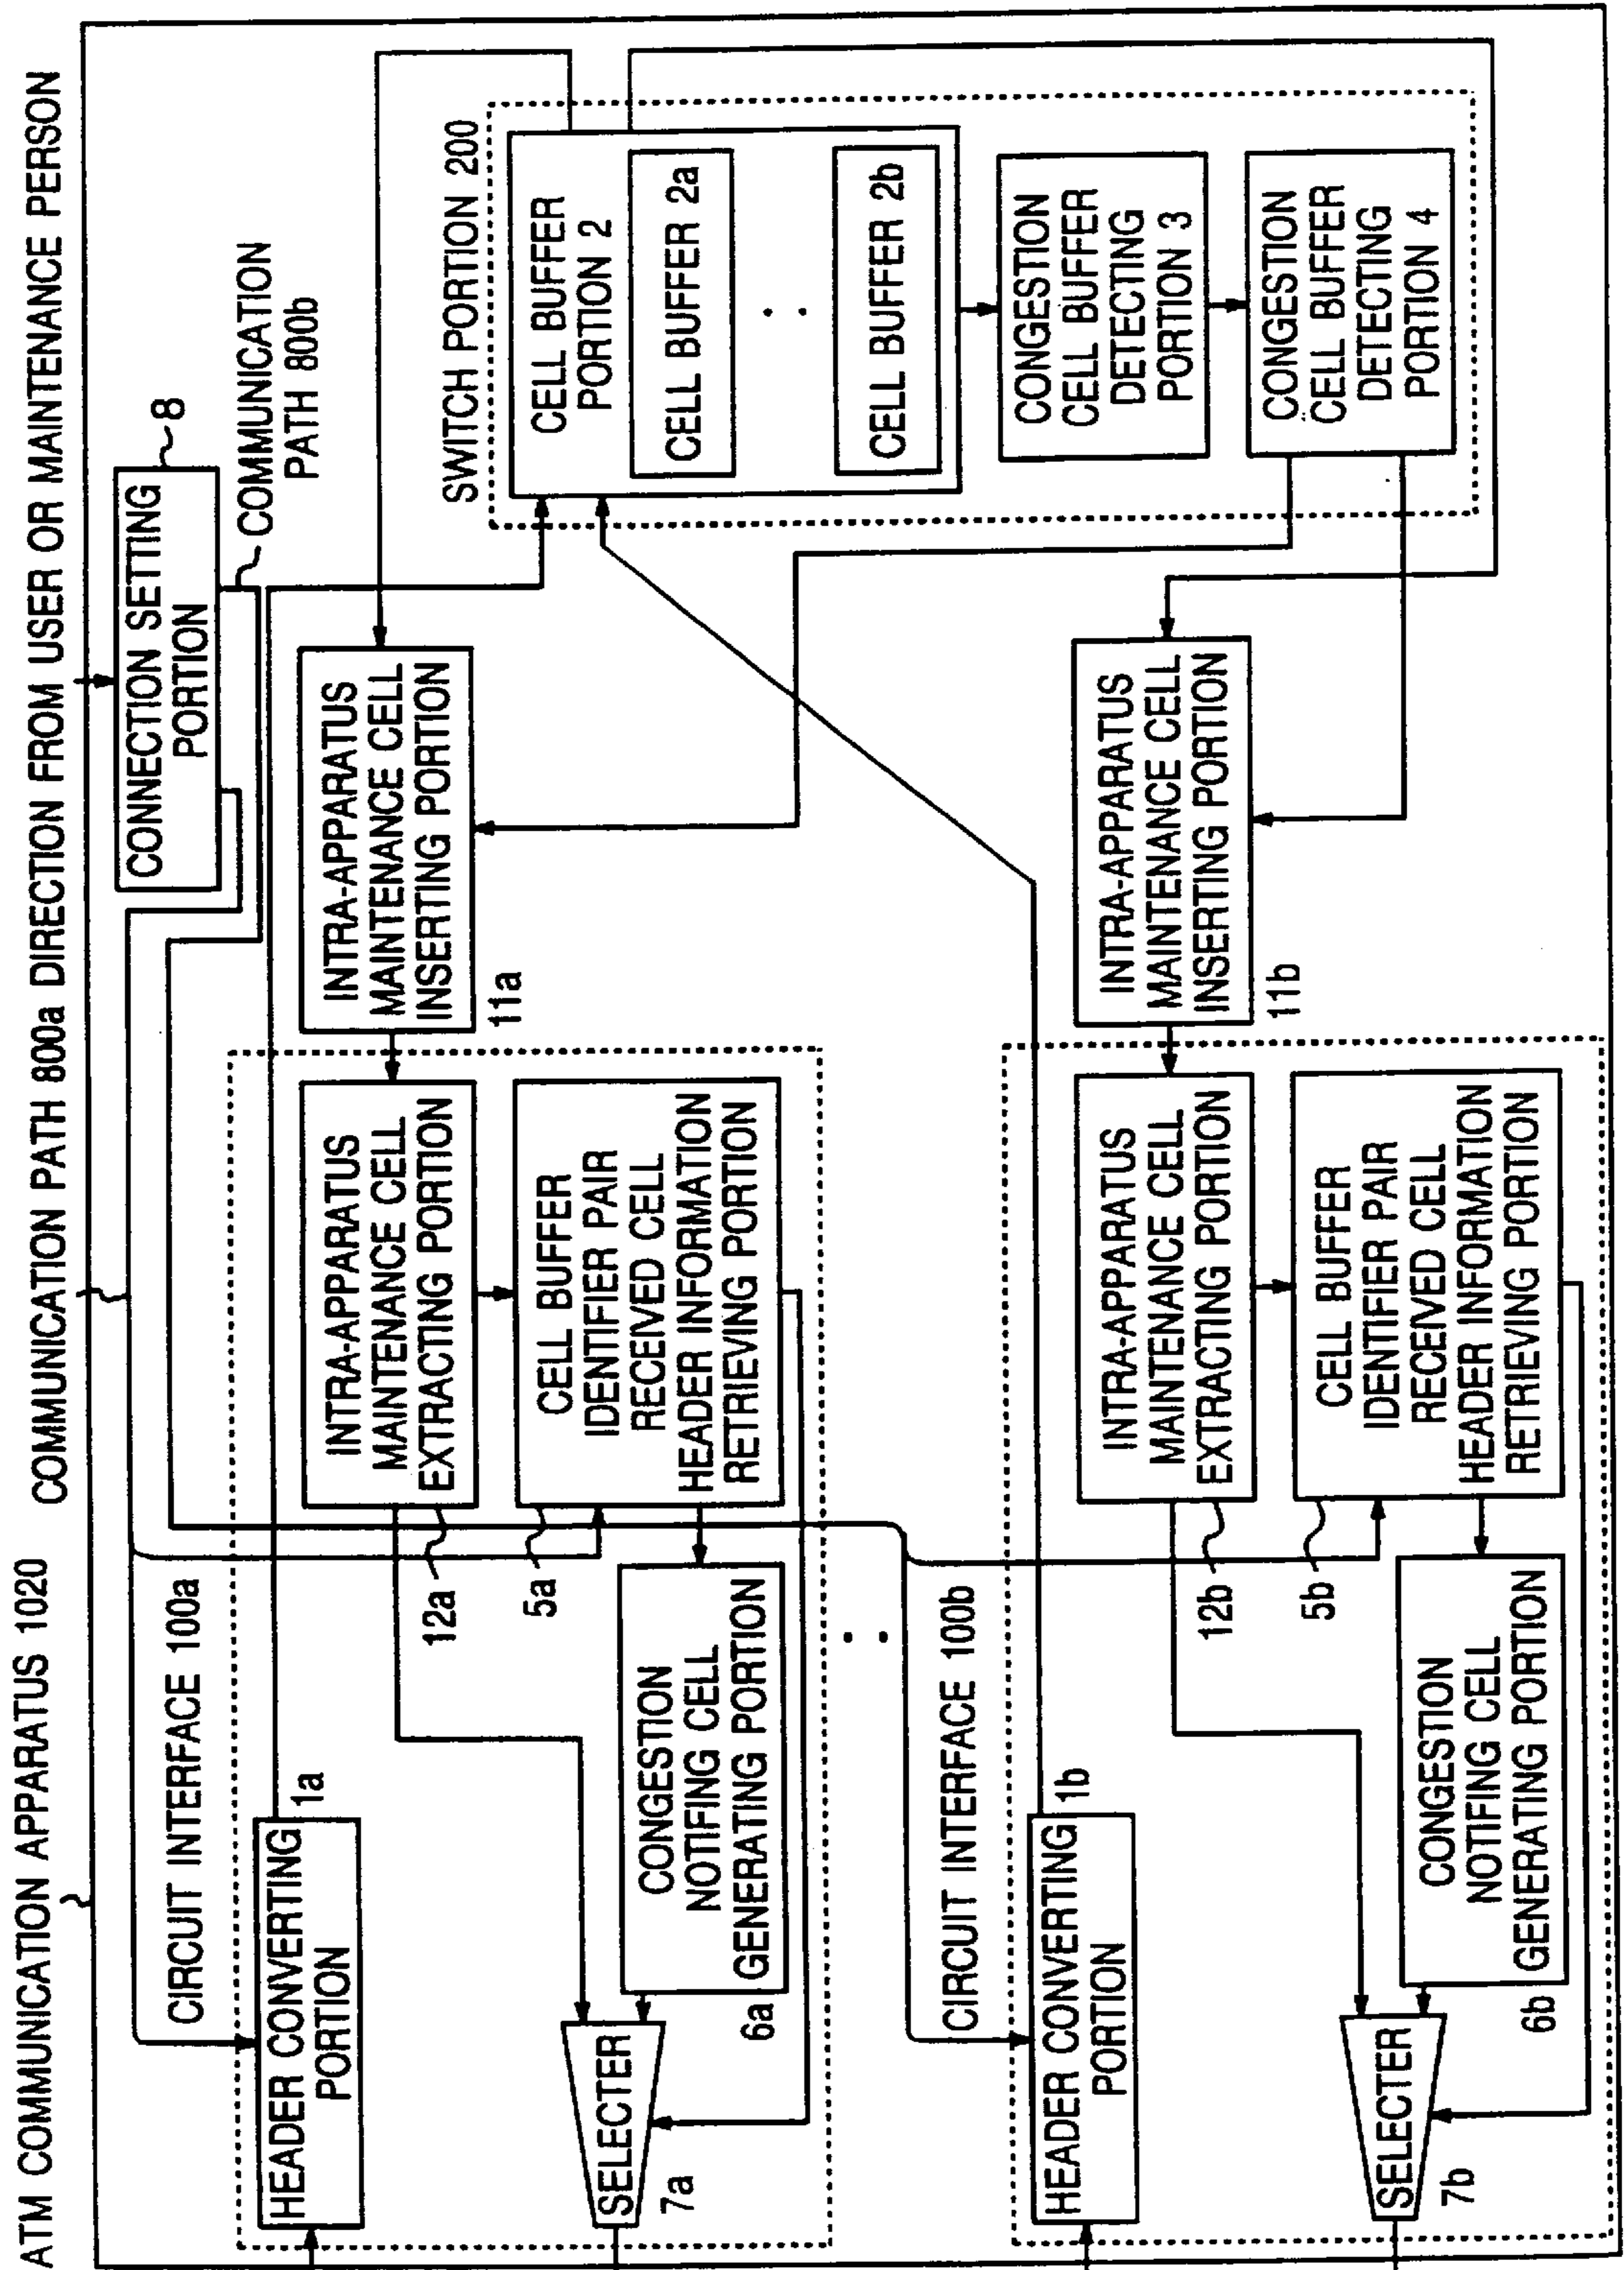 ATM COMMUNICATION APPARATUS 1020
COMMUNICATION PATH 800a
DIRECTION FROM USER OR MAINTENANCE PERSON
CONNECTION SETTING
PORTION
8
COMMUNICATION
PATH 800b
CIRCUIT INTERFACE 100a
HEADER CONVERTING
PORTION
1a
INTRA-APPARATUS
MAINTENANCE CELL
EXTRACTING PORTION
12a
INTRA-APPARATUS
MAINTENANCE CELL
INSERTING PORTION
11a
CELL BUFFER
IDENTIFIER PAIR
RECEIVED CELL
HEADER INFORMATION
RETRIEVING PORTION
5a
CONGESTION
NOTIFING CELL
GENERATING PORTION
6a
SELECTER
7a
SWITCH PORTION 200
CELL BUFFER
PORTION 2
CELL BUFFER 2a
CELL BUFFER 2b
CONGESTION
CELL BUFFER
DETECTING
PORTION 3
CONGESTION
CELL BUFFER
DETECTING
PORTION 4
CIRCUIT INTERFACE 100b
HEADER CONVERTING
PORTION
1b
INTRA-APPARATUS
MAINTENANCE CELL
EXTRACTING PORTION
12b
INTRA-APPARATUS
MAINTENANCE CELL
INSERTING PORTION
11b
CELL BUFFER
IDENTIFIER PAIR
RECEIVED CELL
HEADER INFORMATION
RETRIEVING PORTION
5b
CONGESTION
NOTIFING CELL
GENERATING PORTION
6b
SELECTER
7b